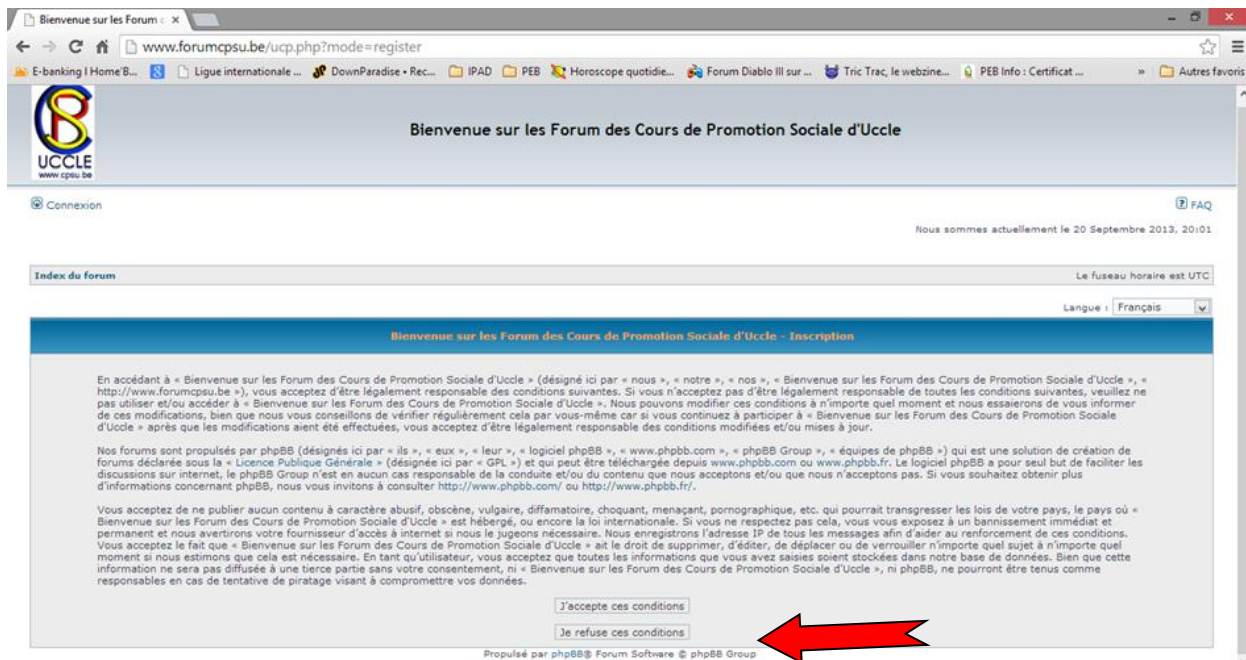 Bienvenue sur les Forum c
www.forumcpsu.be/ucp.php?mode=register
E-banking I Home'B... Ligue internationale ... DownParadise • Rec... IPAD PEB Horoscope quotidie... Forum Diablo III sur ... Tric Trac, le webzine... PEB Info : Certificat ... » Autres favoris
UCCLE
www cpsu be
Bienvenue sur les Forum des Cours de Promotion Sociale d'Uccle
Connexion FAQ
Nous sommes actuellement le 20 Septembre 2013, 20:01
Index du forum Le fuseau horaire est UTC
Langue : Français
Bienvenue sur les Forum des Cours de Promotion Sociale d'Uccle - Inscription
En accédant à « Bienvenue sur les Forum des Cours de Promotion Sociale d'Uccle » (désigné ici par « nous », « notre », « nos », « Bienvenue sur les Forum des Cours de Promotion Sociale d'Uccle », «
http://www.forumcpsu.be »), vous acceptez d'être légalement responsable des conditions suivantes. Si vous n'acceptez pas d'être légalement responsable de toutes les conditions suivantes, veuillez ne
pas utiliser et/ou accéder à « Bienvenue sur les Forum des Cours de Promotion Sociale d'Uccle ». Nous pouvons modifier ces conditions à n'importe quel moment et nous essaierons de vous informer
de ces modifications, bien que nous vous conseillons de vérifier régulièrement cela par vous-même car si vous continuez à participer à « Bienvenue sur les Forum des Cours de Promotion Sociale
d'Uccle » après que les modifications aient été effectuées, vous acceptez d'être légalement responsable des conditions modifiées et/ou mises à jour.
Nos forums sont propulsés par phpBB (désignés ici par « ils », « eux », « leur », « logiciel phpBB », « www.phpbb.com », « phpBB Group », « équipes de phpBB ») qui est une solution de création de
forums déclarée sous la « Licence Publique Générale » (désignée ici par « GPL ») et qui peut être téléchargée depuis www.phpbb.com ou www.phpbb.fr. Le logiciel phpBB a pour seul but de faciliter les
discussions sur internet, le phpBB Group n'est en aucun cas responsable de la conduite et/ou du contenu que nous acceptons et/ou que nous n'acceptons pas. Si vous souhaitez obtenir plus
d'informations concernant phpBB, nous vous invitons à consulter http://www.phpbb.com/ ou http://www.phpbb.fr/.
Vous acceptez de ne publier aucun contenu à caractère abusif, obscène, vulgaire, diffamatoire, choquant, menaçant, pornographique, etc. qui pourrait transgresser les lois de votre pays, le pays où «
Bienvenue sur les Forum des Cours de Promotion Sociale d'Uccle » est hébergé, ou encore la loi internationale. Si vous ne respectez pas cela, vous vous exposez à un bannissement immédiat et
permanent et nous avertirons votre fournisseur d'accès à internet si nous le jugeons nécessaire. Nous enregistrons l'adresse IP de tous les messages afin d'aider au renforcement de ces conditions.
Vous acceptez le fait que « Bienvenue sur les Forum des Cours de Promotion Sociale d'Uccle » ait le droit de supprimer, d'éditer, de déplacer ou de verrouiller n'importe quel sujet à n'importe quel
moment si nous estimons que cela est nécessaire. En tant qu'utilisateur, vous acceptez que toutes les informations que vous avez saisies soient stockées dans notre base de données. Bien que cette
information ne sera pas diffusée à une tierce partie sans votre consentement, ni « Bienvenue sur les Forum des Cours de Promotion Sociale d'Uccle », ni phpBB, ne pourront être tenus comme
responsables en cas de tentative de piratage visant à compromettre vos données.
J'accepte ces conditions
Je refuse ces conditions
Propulsé par phpBB® Forum Software © phpBB Group